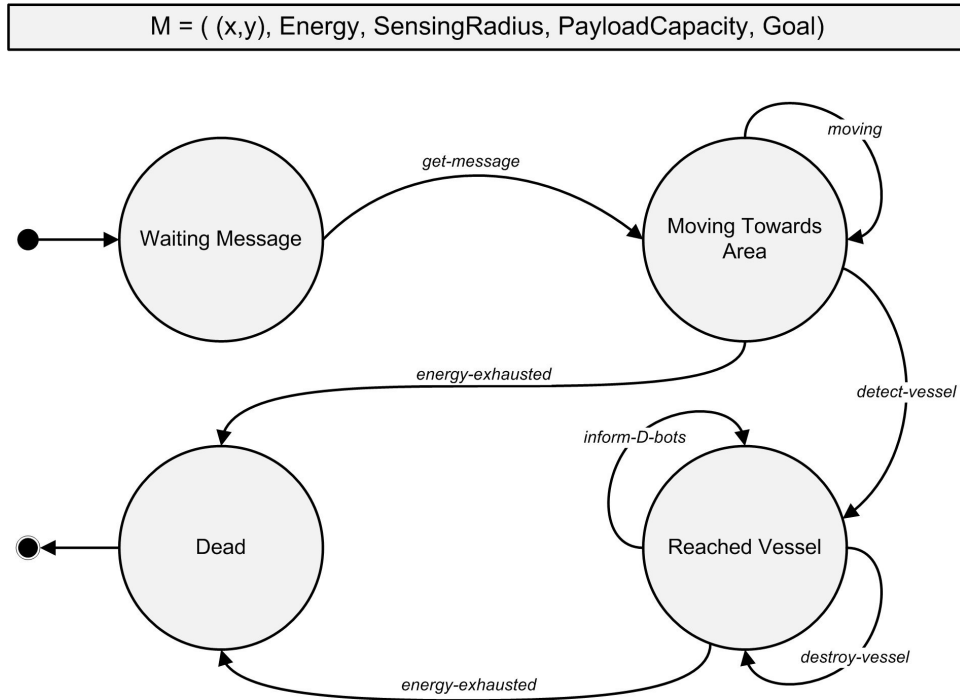 M = ( (x,y), Energy, SensingRadius, PayloadCapacity, Goal)
moving
get-message
Waiting Message
Moving Towards
Area
energy-exhausted
detect-vessel
inform-D-bots
Dead
Reached Vessel
destroy-vessel
energy-exhausted